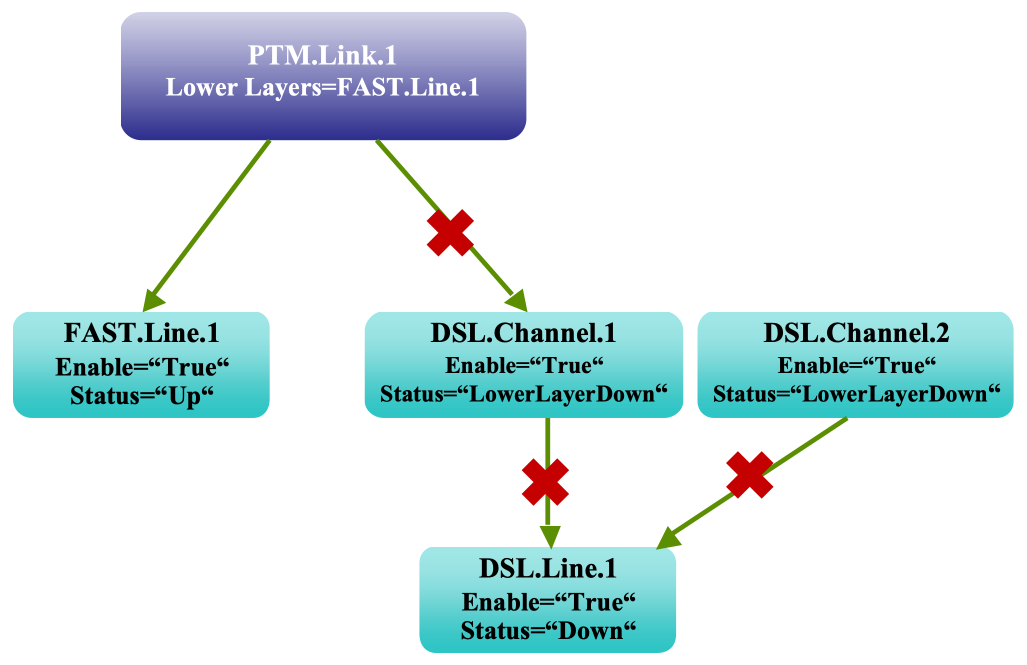 PTM.Link.1
Lower Layers=FAST.Line.1
FAST.Line.1
Enable=“True“
Status=“Up“
DSL.Channel.1
Enable=“True“
Status=“LowerLayerDown“
DSL.Channel.2
Enable=“True“
Status=“LowerLayerDown“
DSL.Line.1
Enable=“True“
Status=“Down“